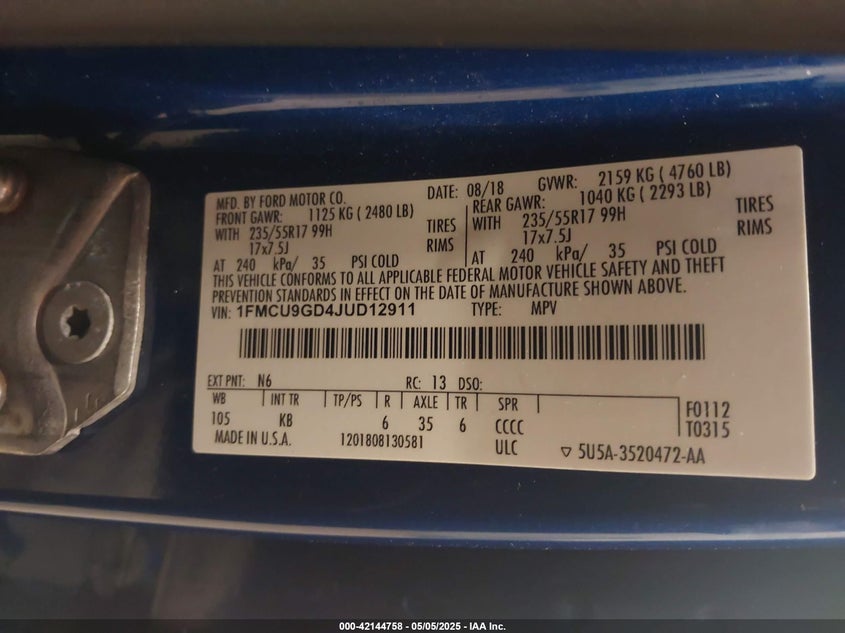 MFD. BY FORD MOTOR CO. DATE: 08/18 GVWR: 2159 KG ( 4760 LB)
FRONT GAWR: 1125 KG ( 2480 LB) REAR GAWR: 1040 KG ( 2293 LB)
WITH 235/55R17 99H TIRES WITH 235/55R17 99H TIRES
17x7.5J RIMS 17x7.5J RIMS
AT 240 kPa/ 35 PSI COLD AT 240 kPa/ 35 PSI COLD
THIS VEHICLE CONFORMS TO ALL APPLICABLE FEDERAL MOTOR VEHICLE SAFETY AND THEFT
PREVENTION STANDARDS IN EFFECT ON THE DATE OF MANUFACTURE SHOWN ABOVE.
VIN: 1FMCU9GD4JUD12911 TYPE: MPV
EXT PNT: N6 RC: 13 DSO:
WB INT TR TP/PS R AXLE TR SPR
105 KB 6 35 6 CCCC
F0112
T0315
MADE IN U.S.A. 1201808130581 ULC ▽ 5U5A-3520472-AA
000-42144758 - 05/05/2025 - IAA Inc.